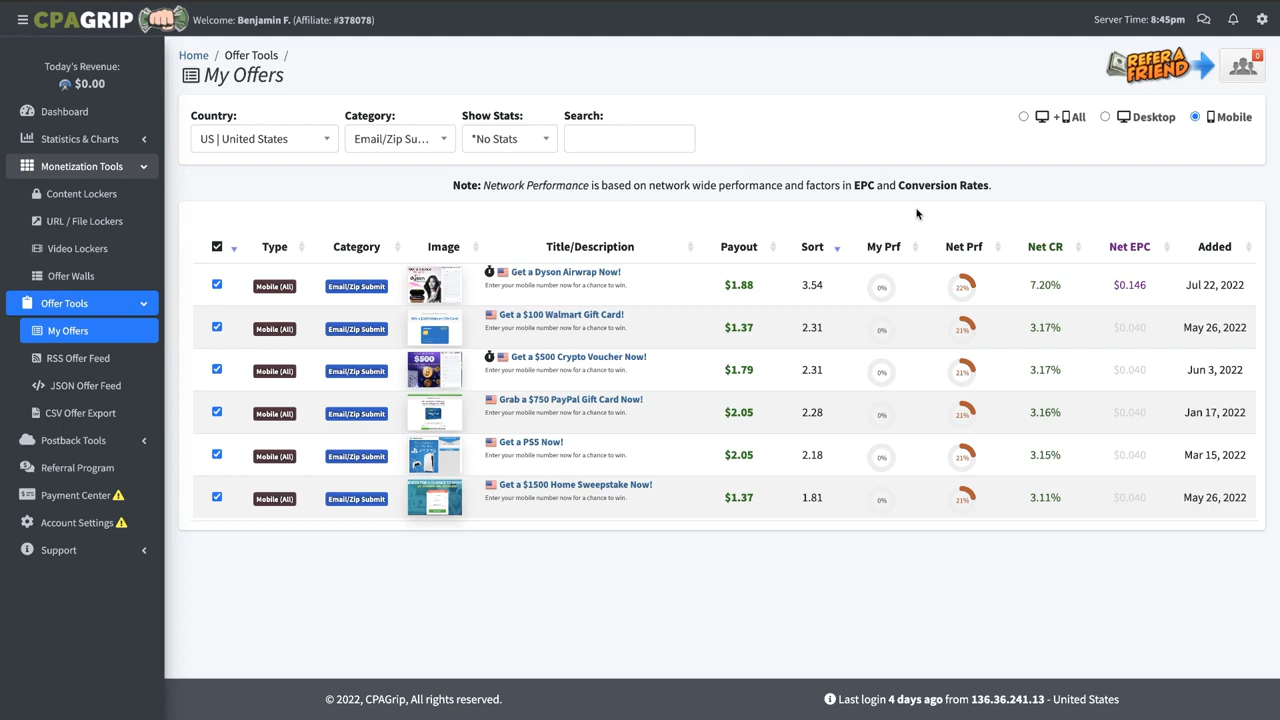 CPAGRIP Welcome: Benjamin F. (Affiliate: #378078) Server Time: 8:45pm
Today's Revenue:
$0.00
Dashboard
Statistics & Charts
Monetization Tools
Content Lockers
URL / File Lockers
Video Lockers
Offer Walls
Offer Tools
My Offers
RSS Offer Feed
JSON Offer Feed
CSV Offer Export
Postback Tools
Referral Program
Payment Center
Account Settings
Support
Home / Offer Tools /
My Offers
REFER A FRIEND
0
Country: Category: Show Stats: Search:
US | United States Email/Zip Su... *No Stats
+ All Desktop Mobile
Note: Network Performance is based on network wide performance and factors in EPC and Conversion Rates.
Type Category Image Title/Description Payout Sort My Prf Net Prf Net CR Net EPC Added
Mobile (All) Email/Zip Submit Get a Dyson Airwrap Now! $1.88 3.54 0% 22% 7.20% $0.146 Jul 22, 2022
Enter your mobile number now for a chance to win.
Mobile (All) Email/Zip Submit Get a $100 Walmart Gift Card! $1.37 2.31 0% 21% 3.17% $0.040 May 26, 2022
Enter your mobile number now for a chance to win.
Mobile (All) Email/Zip Submit $500 Get a $500 Crypto Voucher Now! $1.79 2.31 0% 21% 3.17% $0.040 Jun 3, 2022
Enter your mobile number now for a chance to win.
Mobile (All) Email/Zip Submit Grab a $750 PayPal Gift Card Now! $2.05 2.28 0% 21% 3.16% $0.040 Jan 17, 2022
Enter your mobile number now for a chance to win.
Mobile (All) Email/Zip Submit Get a PS5 Now! $2.05 2.18 0% 21% 3.15% $0.040 Mar 15, 2022
Enter your mobile number now for a chance to win.
Mobile (All) Email/Zip Submit Get a $1500 Home Sweepstake Now! $1.37 1.81 0% 21% 3.11% $0.040 May 26, 2022
Enter your mobile number now for a chance to win.
© 2022, CPAGrip, All rights reserved. Last login 4 days ago from 136.36.241.13 - United States